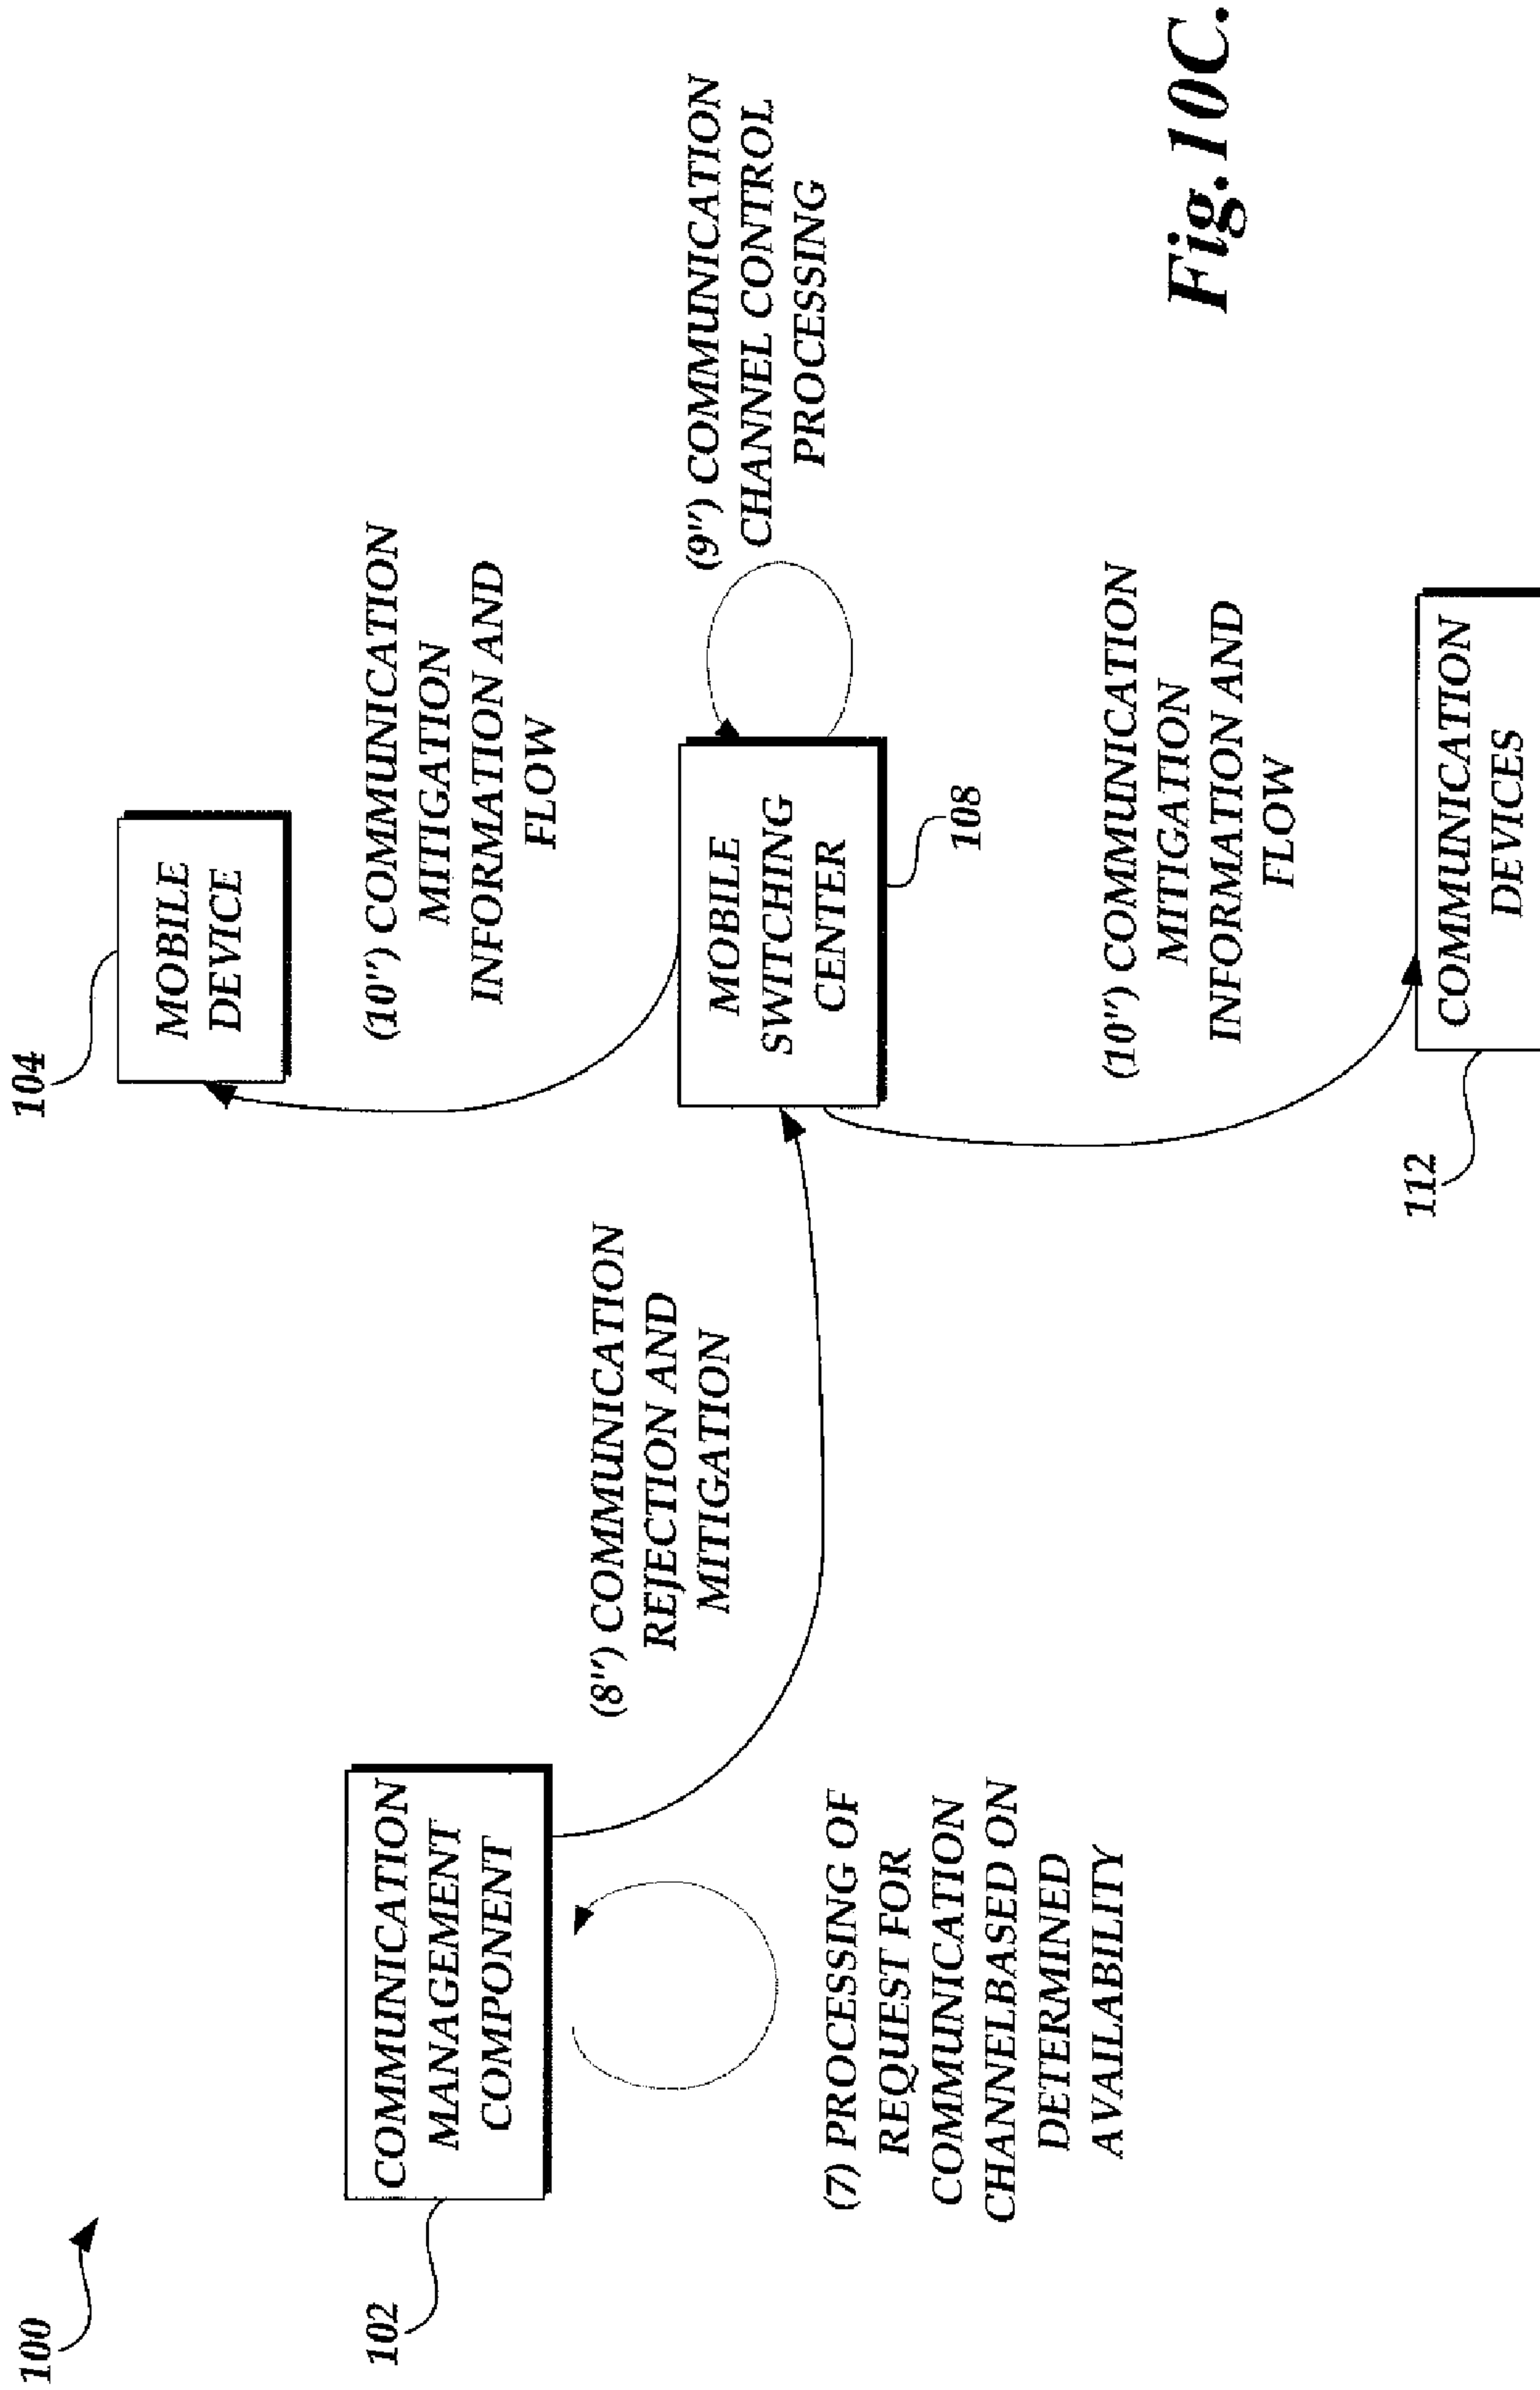 100
102
COMMUNICATION
MANAGEMENT
COMPONENT
(7) PROCESSING OF
REQUEST FOR
COMMUNICATION
CHANNELBASED ON
DETERMINED
AVAILABILITY
(8") COMMUNICATION
REJECTION AND
MITIGATION
104
MOBILE
DEVICE
(10") COMMUNICATION
MITIGATION
INFORMATION AND
FLOW
MOBILE
SWITCHING
CENTER
108
(9") COMMUNICATION
CHANNEL CONTROL
PROCESSING
(10") COMMUNICATION
MITIGATION
INFORMATION AND
FLOW
112
COMMUNICATION
DEVICES
Fig.10C.